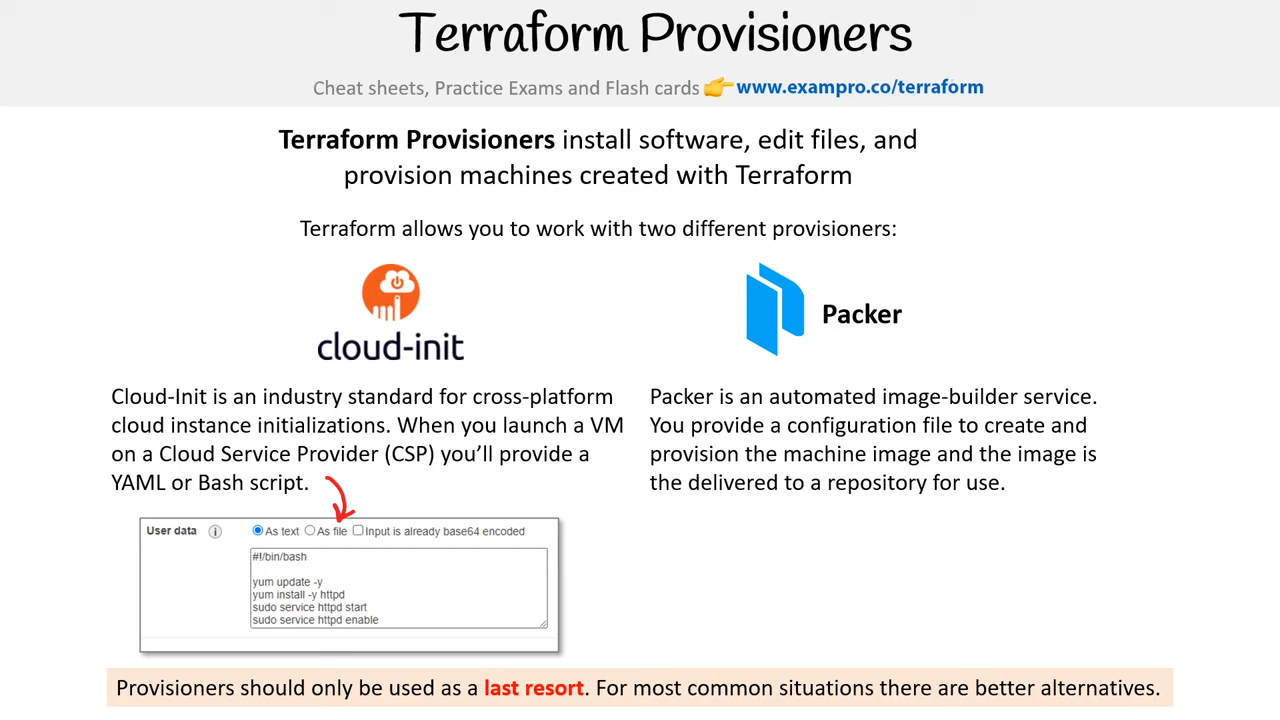 Terraform Provisioners
Cheat sheets, Practice Exams and Flash cards 👉 www.exampro.co/terraform
Terraform Provisioners install software, edit files, and
provision machines created with Terraform
Terraform allows you to work with two different provisioners:
cloud-init
Cloud-Init is an industry standard for cross-platform
cloud instance initializations. When you launch a VM
on a Cloud Service Provider (CSP) you’ll provide a
YAML or Bash script.
User data i As text As file Input is already base64 encoded
#!/bin/bash
yum update -y
yum install -y httpd
sudo service httpd start
sudo service httpd enable
Packer
Packer is an automated image-builder service.
You provide a configuration file to create and
provision the machine image and the image is
the delivered to a repository for use.
Provisioners should only be used as a last resort. For most common situations there are better alternatives.